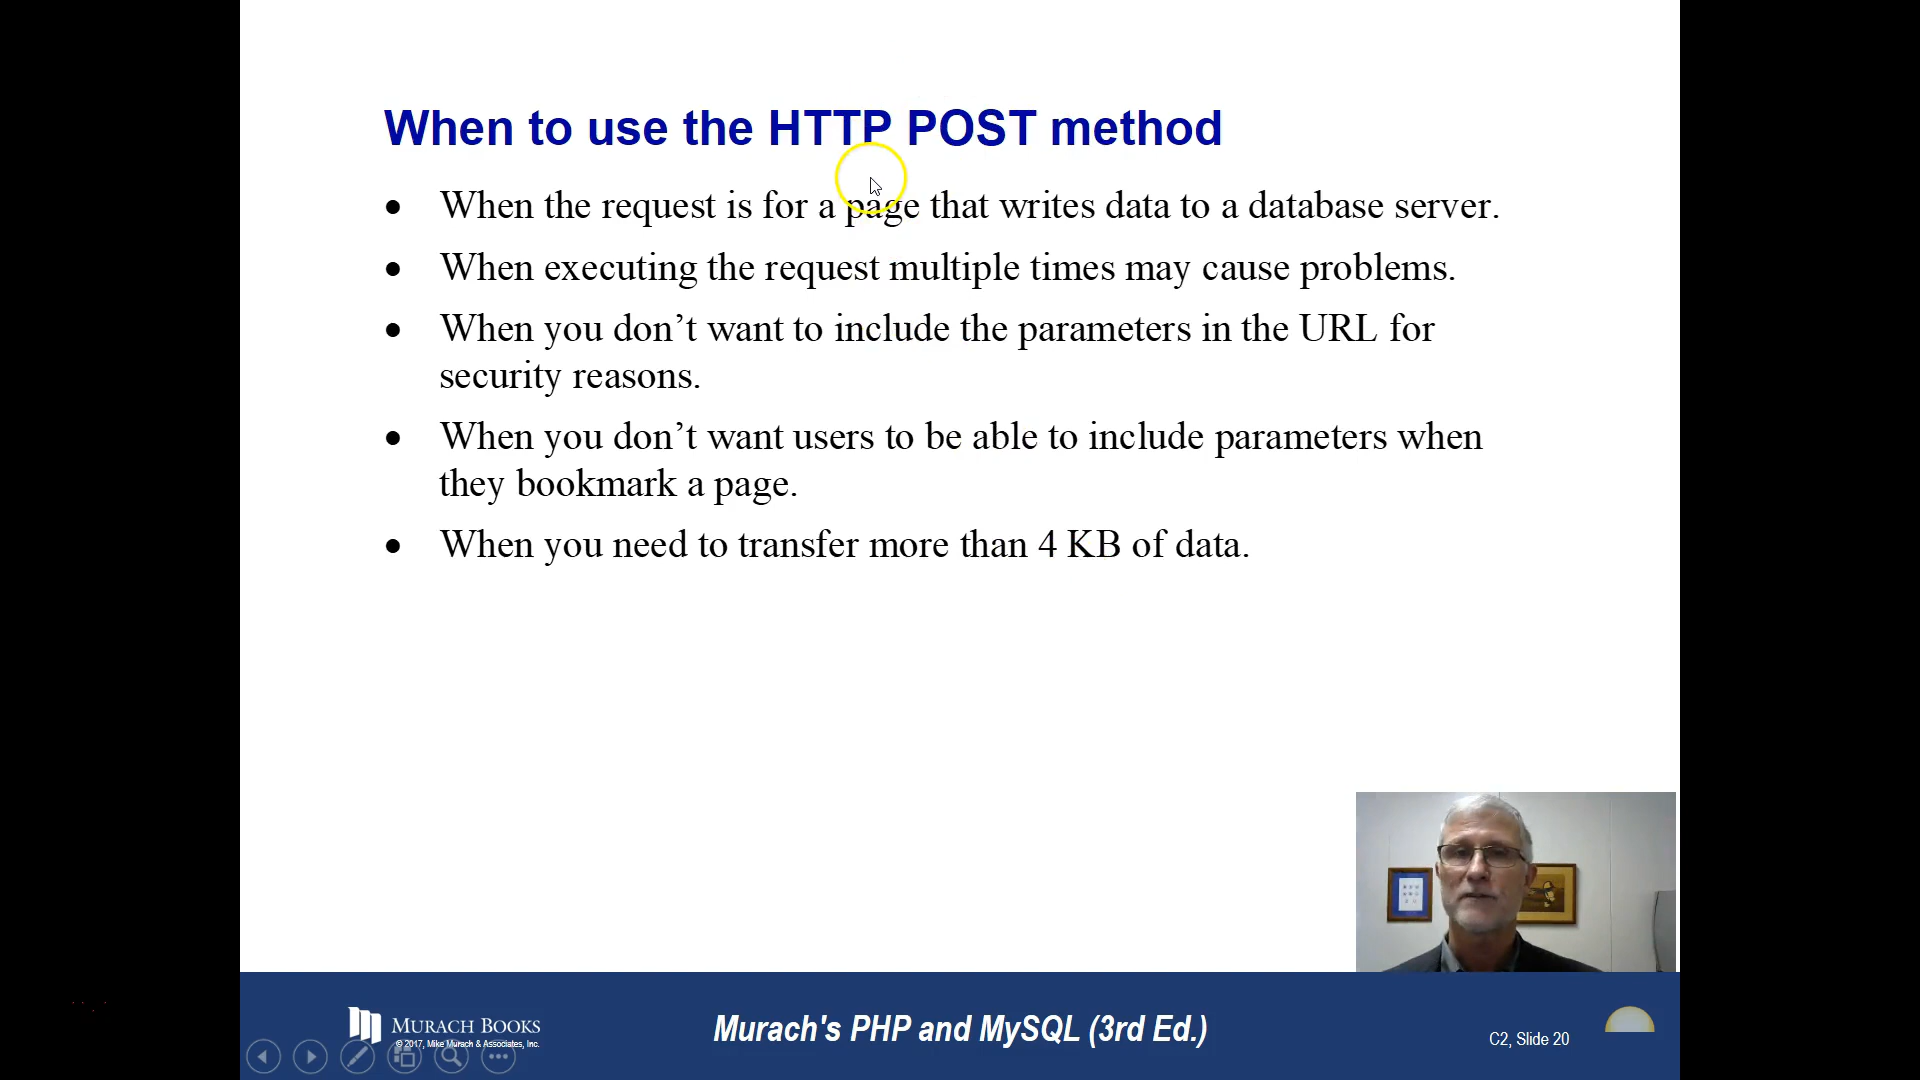 When to use the HTTP POST method
• When the request is for a page that writes data to a database server.
• When executing the request multiple times may cause problems.
• When you don’t want to include the parameters in the URL for
security reasons.
• When you don’t want users to be able to include parameters when
they bookmark a page.
• When you need to transfer more than 4 KB of data.
MURACH BOOKS
© 2017, Mike Murach & Associates, Inc.
Murach's PHP and MySQL (3rd Ed.)
C2, Slide 20